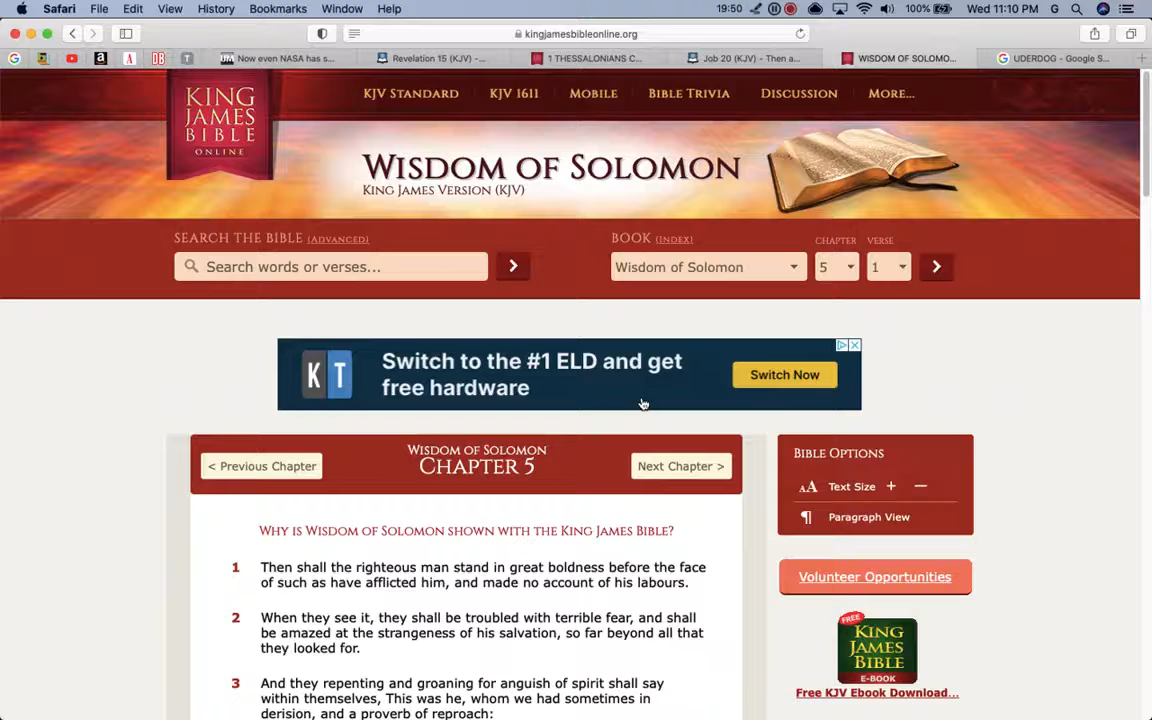 Safari File Edit View History Bookmarks Window Help 19:50 100% Wed 11:10 PM G
kingjamesbibleonline.org
Now even NASA has s... Revelation 15 (KJV) -... 1 THESSALONIANS C... Job 20 (KJV) - Then a... WISDOM OF SOLOMO... UDERDOG - Google S...
KING
JAMES
BIBLE
ONLINE
KJV STANDARD KJV 1611 MOBILE BIBLE TRIVIA DISCUSSION MORE...
WISDOM OF SOLOMON
KING JAMES VERSION (KJV)
SEARCH THE BIBLE (ADVANCED) BOOK (INDEX) CHAPTER VERSE
Search words or verses... Wisdom of Solomon 5 1
KT Switch to the #1 ELD and get
free hardware
Switch Now
WISDOM OF SOLOMON
< Previous Chapter CHAPTER 5 Next Chapter >
WHY IS WISDOM OF SOLOMON SHOWN WITH THE KING JAMES BIBLE?
1 Then shall the righteous man stand in great boldness before the face
of such as have afflicted him, and made no account of his labours.
2 When they see it, they shall be troubled with terrible fear, and shall
be amazed at the strangeness of his salvation, so far beyond all that
they looked for.
3 And they repenting and groaning for anguish of spirit shall say
within themselves, This was he, whom we had sometimes in
derision, and a proverb of reproach:
BIBLE OPTIONS
AA Text Size + —
¶ Paragraph View
Volunteer Opportunities
FREE
KING
JAMES
BIBLE
E-BOOK
Free KJV Ebook Download...